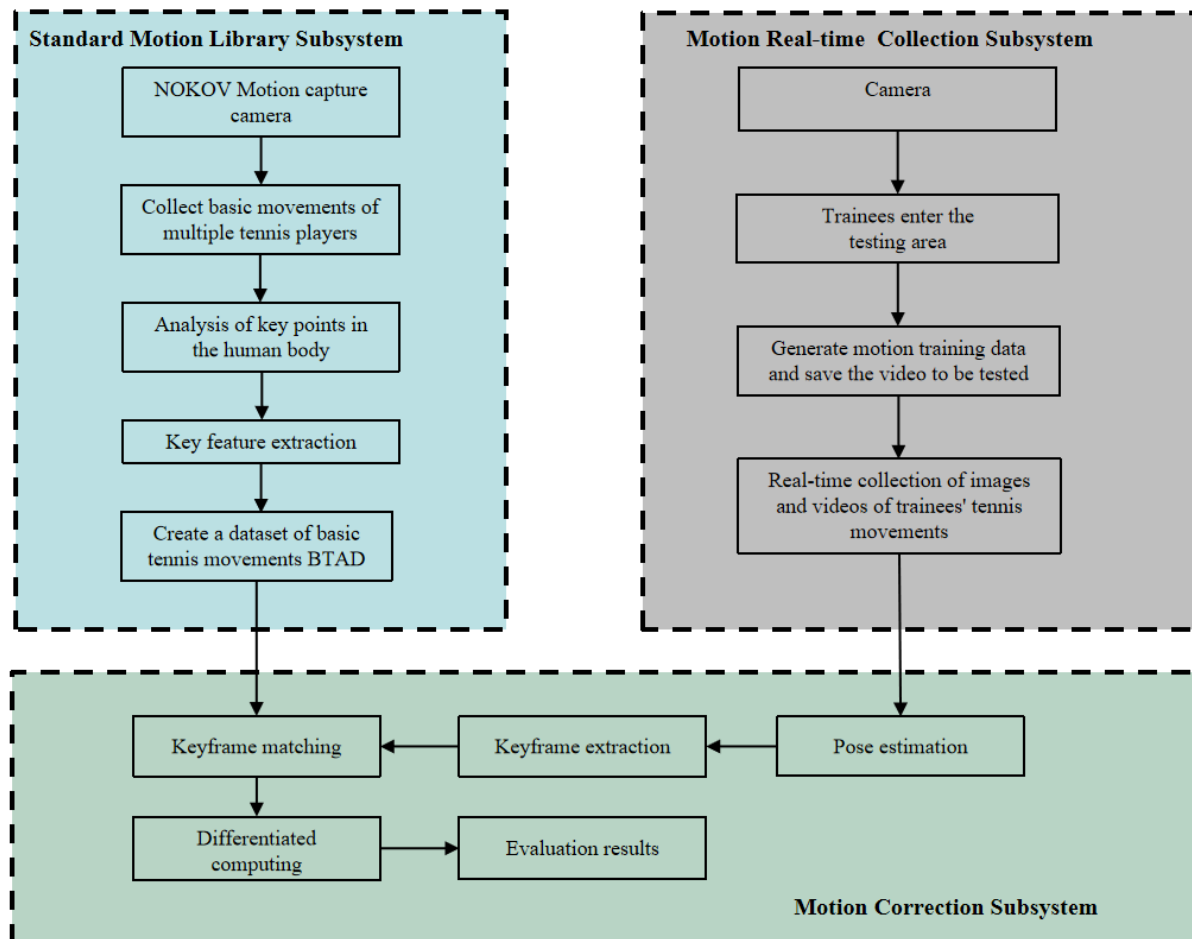 Standard Motion Library Subsystem
NOKOV Motion capture
camera
Collect basic movements of
multiple tennis players
Analysis of key points in
the human body
Key feature extraction
Create a dataset of basic
tennis movements BTAD
Motion Real-time Collection Subsystem
Camera
Trainees enter the
testing area
Generate motion training data
and save the video to be tested
Real-time collection of images
and videos of trainees' tennis
movements
Keyframe matching
Keyframe extraction
Pose estimation
Differentiated
computing
Evaluation results
Motion Correction Subsystem